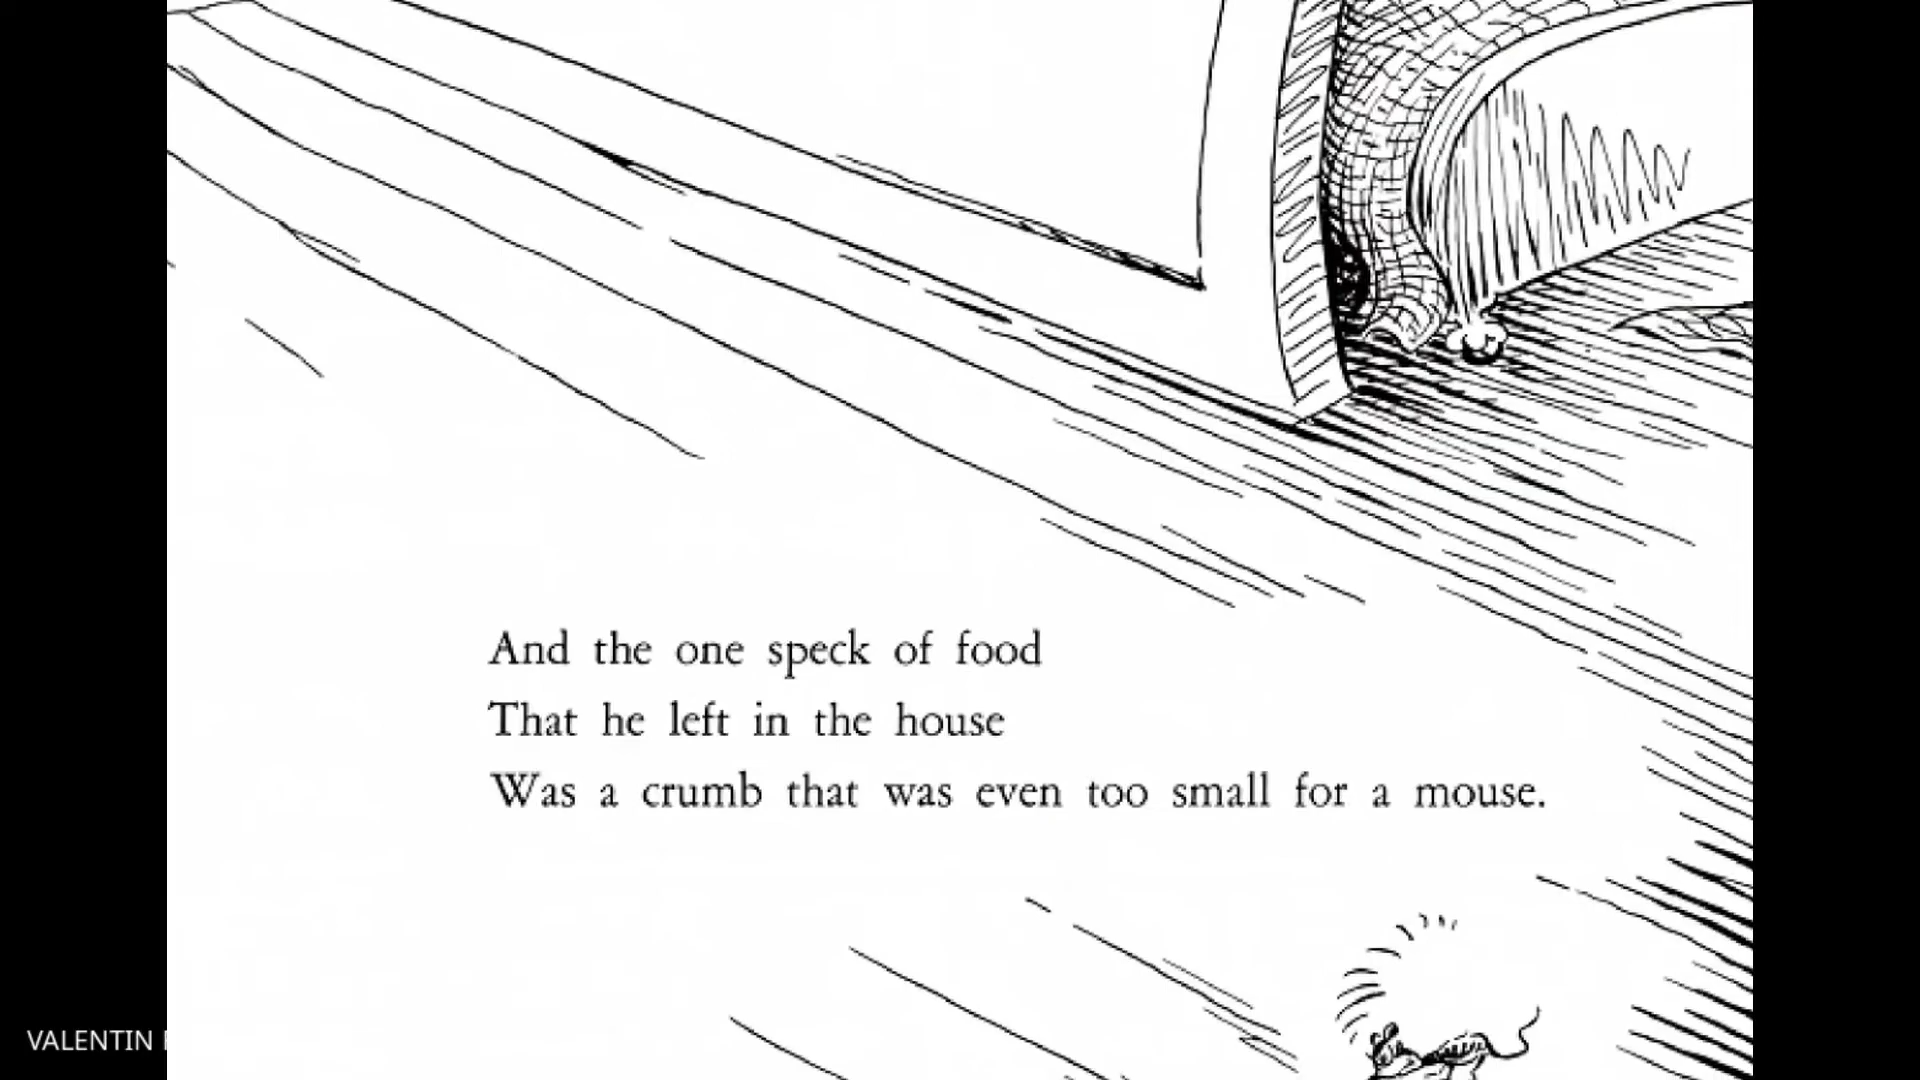 And the one speck of food
That he left in the house
Was a crumb that was even too small for a mouse.
VALENTIN